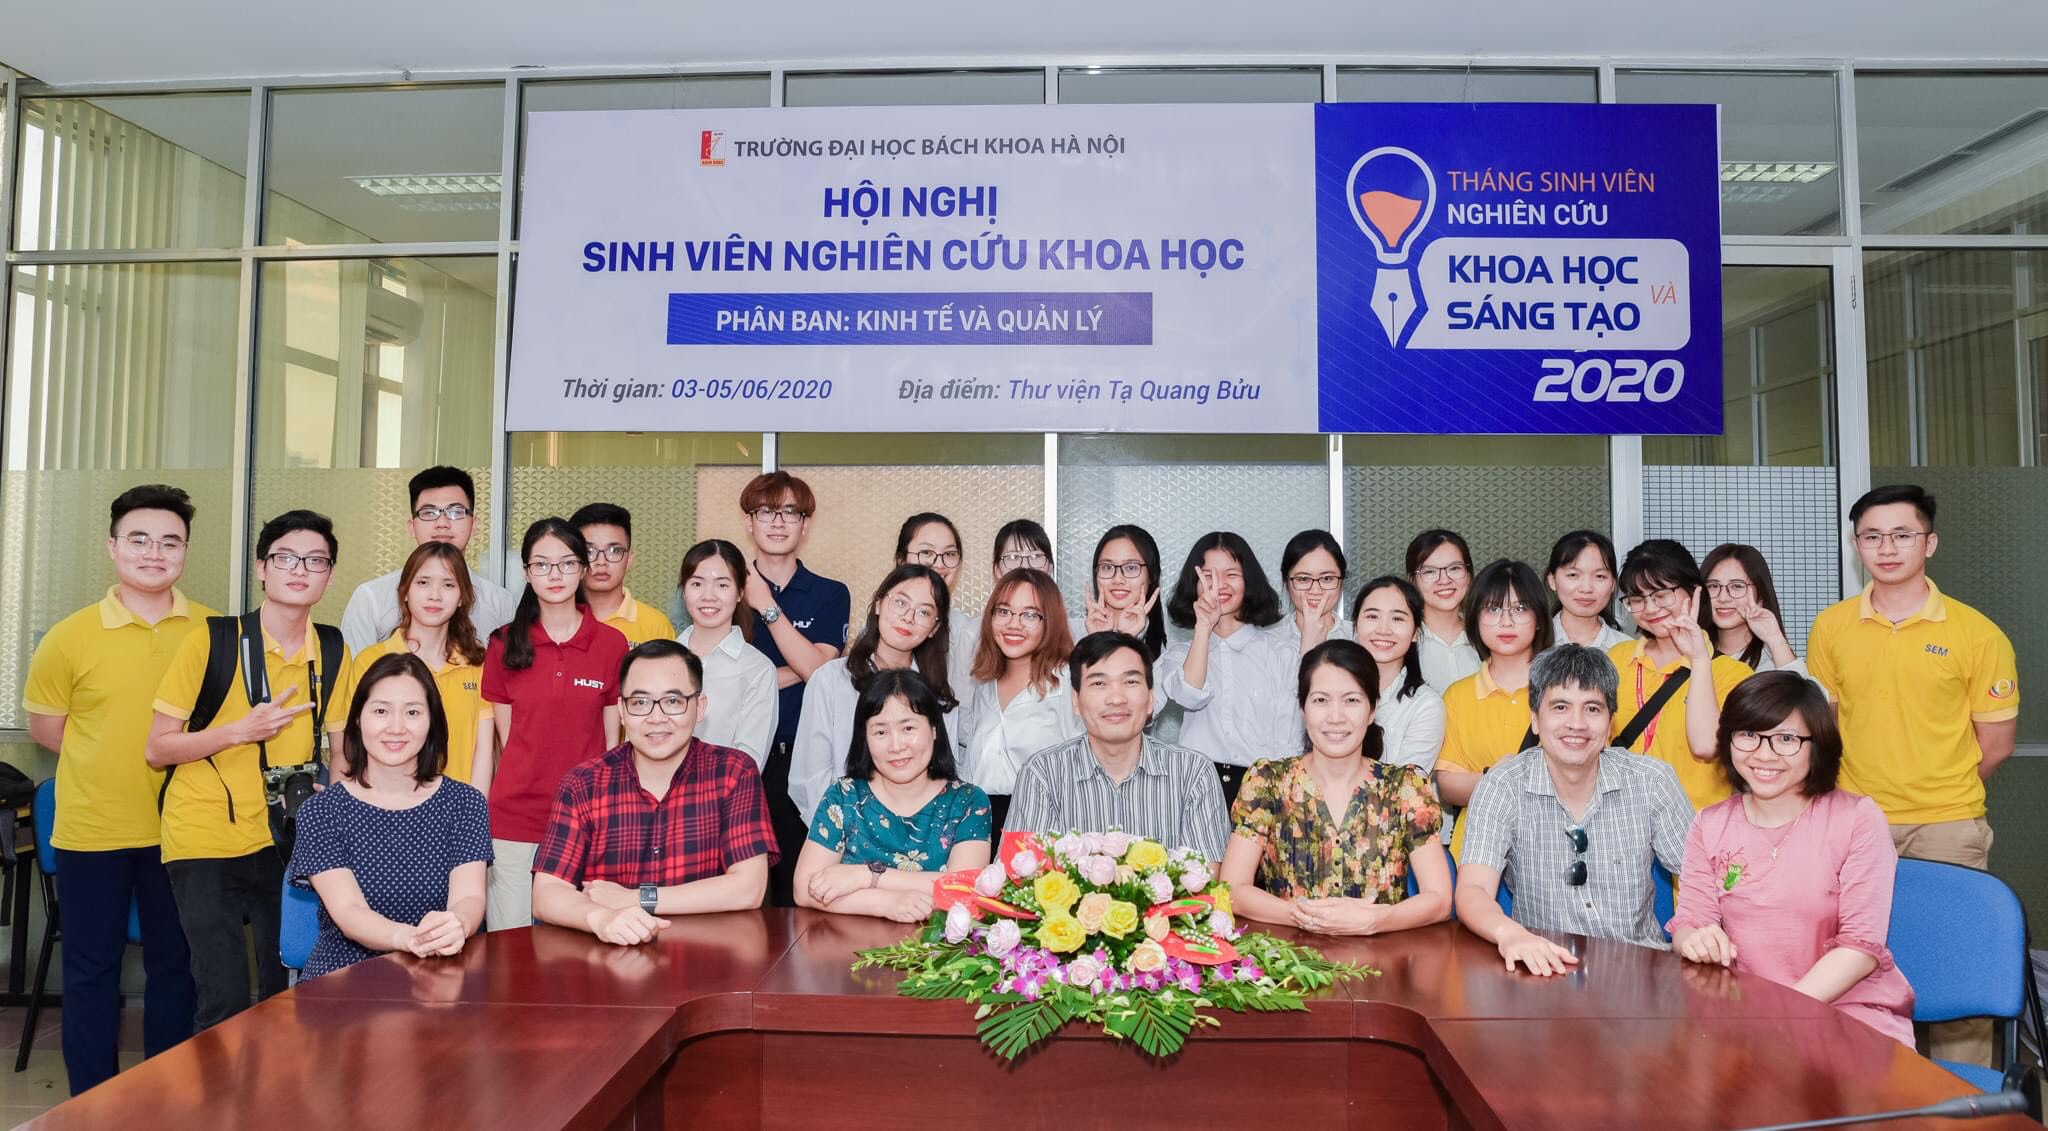 TRƯỜNG ĐẠI HỌC BÁCH KHOA HÀ NỘI
HỘI NGHỊ
SINH VIÊN NGHIÊN CỨU KHOA HỌC
PHÂN BAN: KINH TẾ VÀ QUẢN LÝ
Thời gian: 03-05/06/2020
Địa điểm: Thư viện Tạ Quang Bửu
THÁNG SINH VIÊN
NGHIÊN CỨU
KHOA HỌC
VÀ
SÁNG TẠO
2020
HUST
SEM
SEM